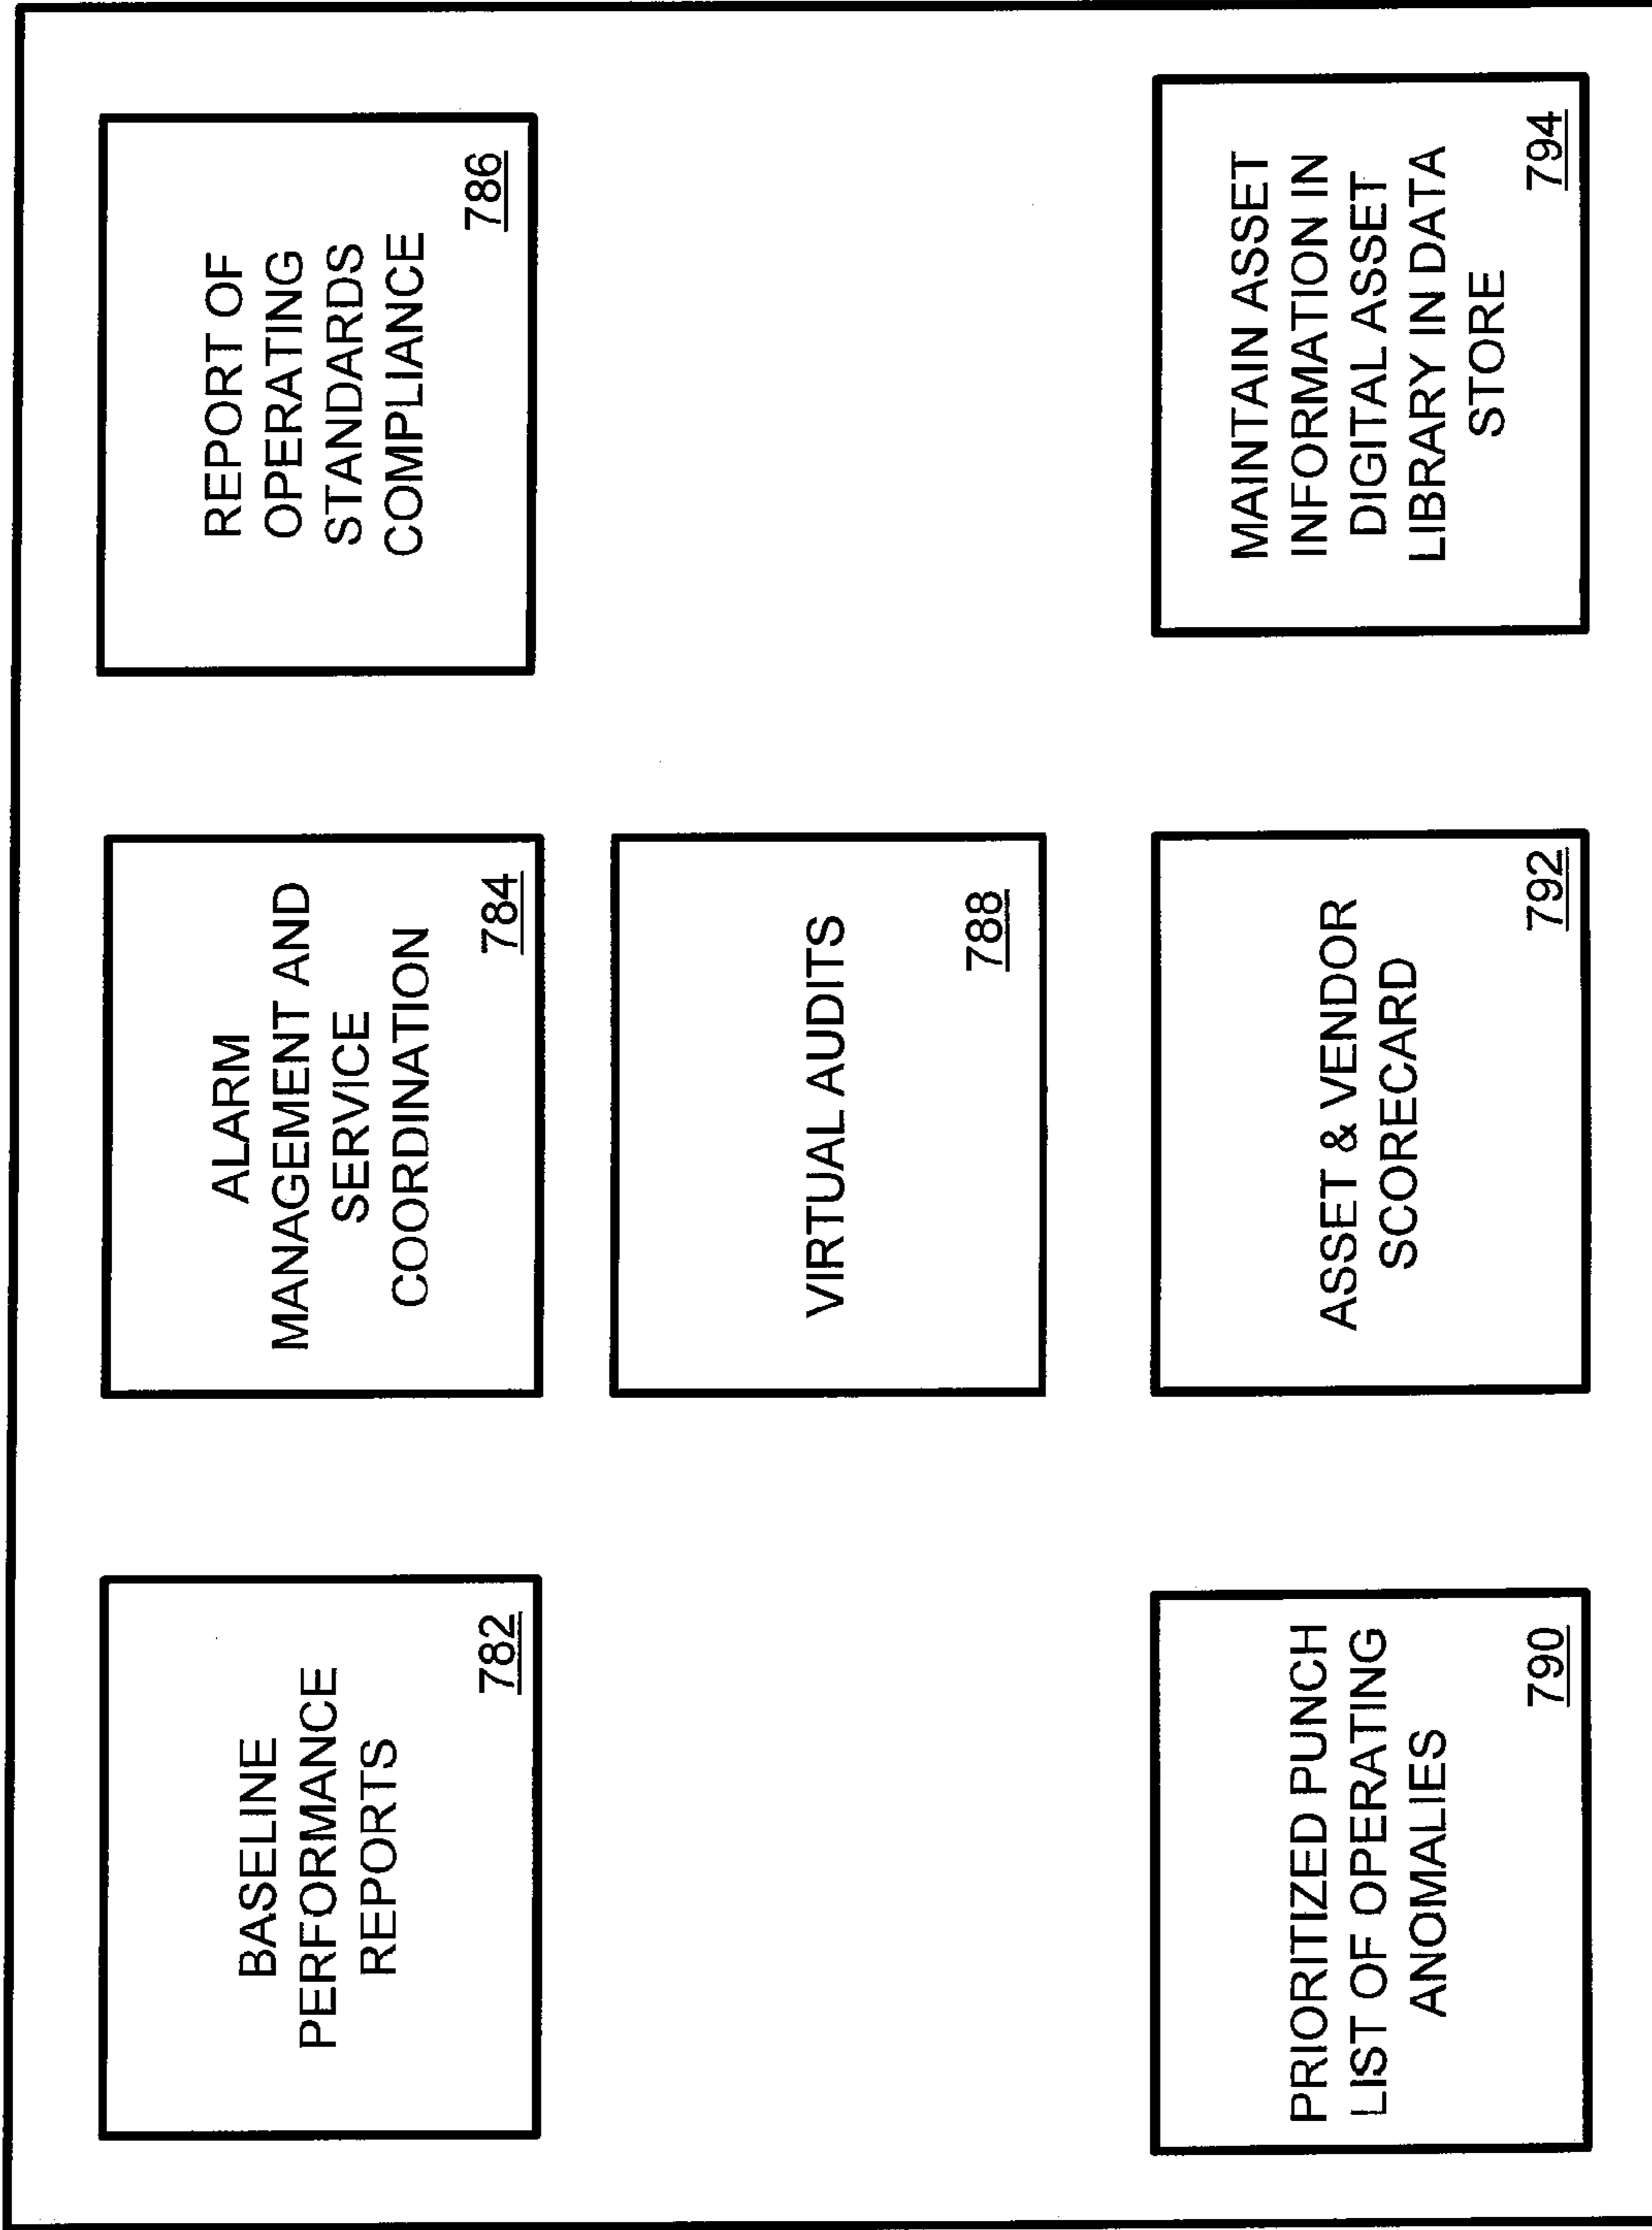 BASELINE
PERFORMANCE
REPORTS
782
ALARM
MANAGEMENT AND
SERVICE
COORDINATION
784
REPORT OF
OPERATING
STANDARDS
COMPLIANCE
786
VIRTUAL AUDITS
788
PRIORITIZED PUNCH
LIST OF OPERATING
ANOMALIES
790
ASSET & VENDOR
SCORECARD
792
MAINTAIN ASSET
INFORMATION IN
DIGITAL ASSET
LIBRARY IN DATA
STORE
794